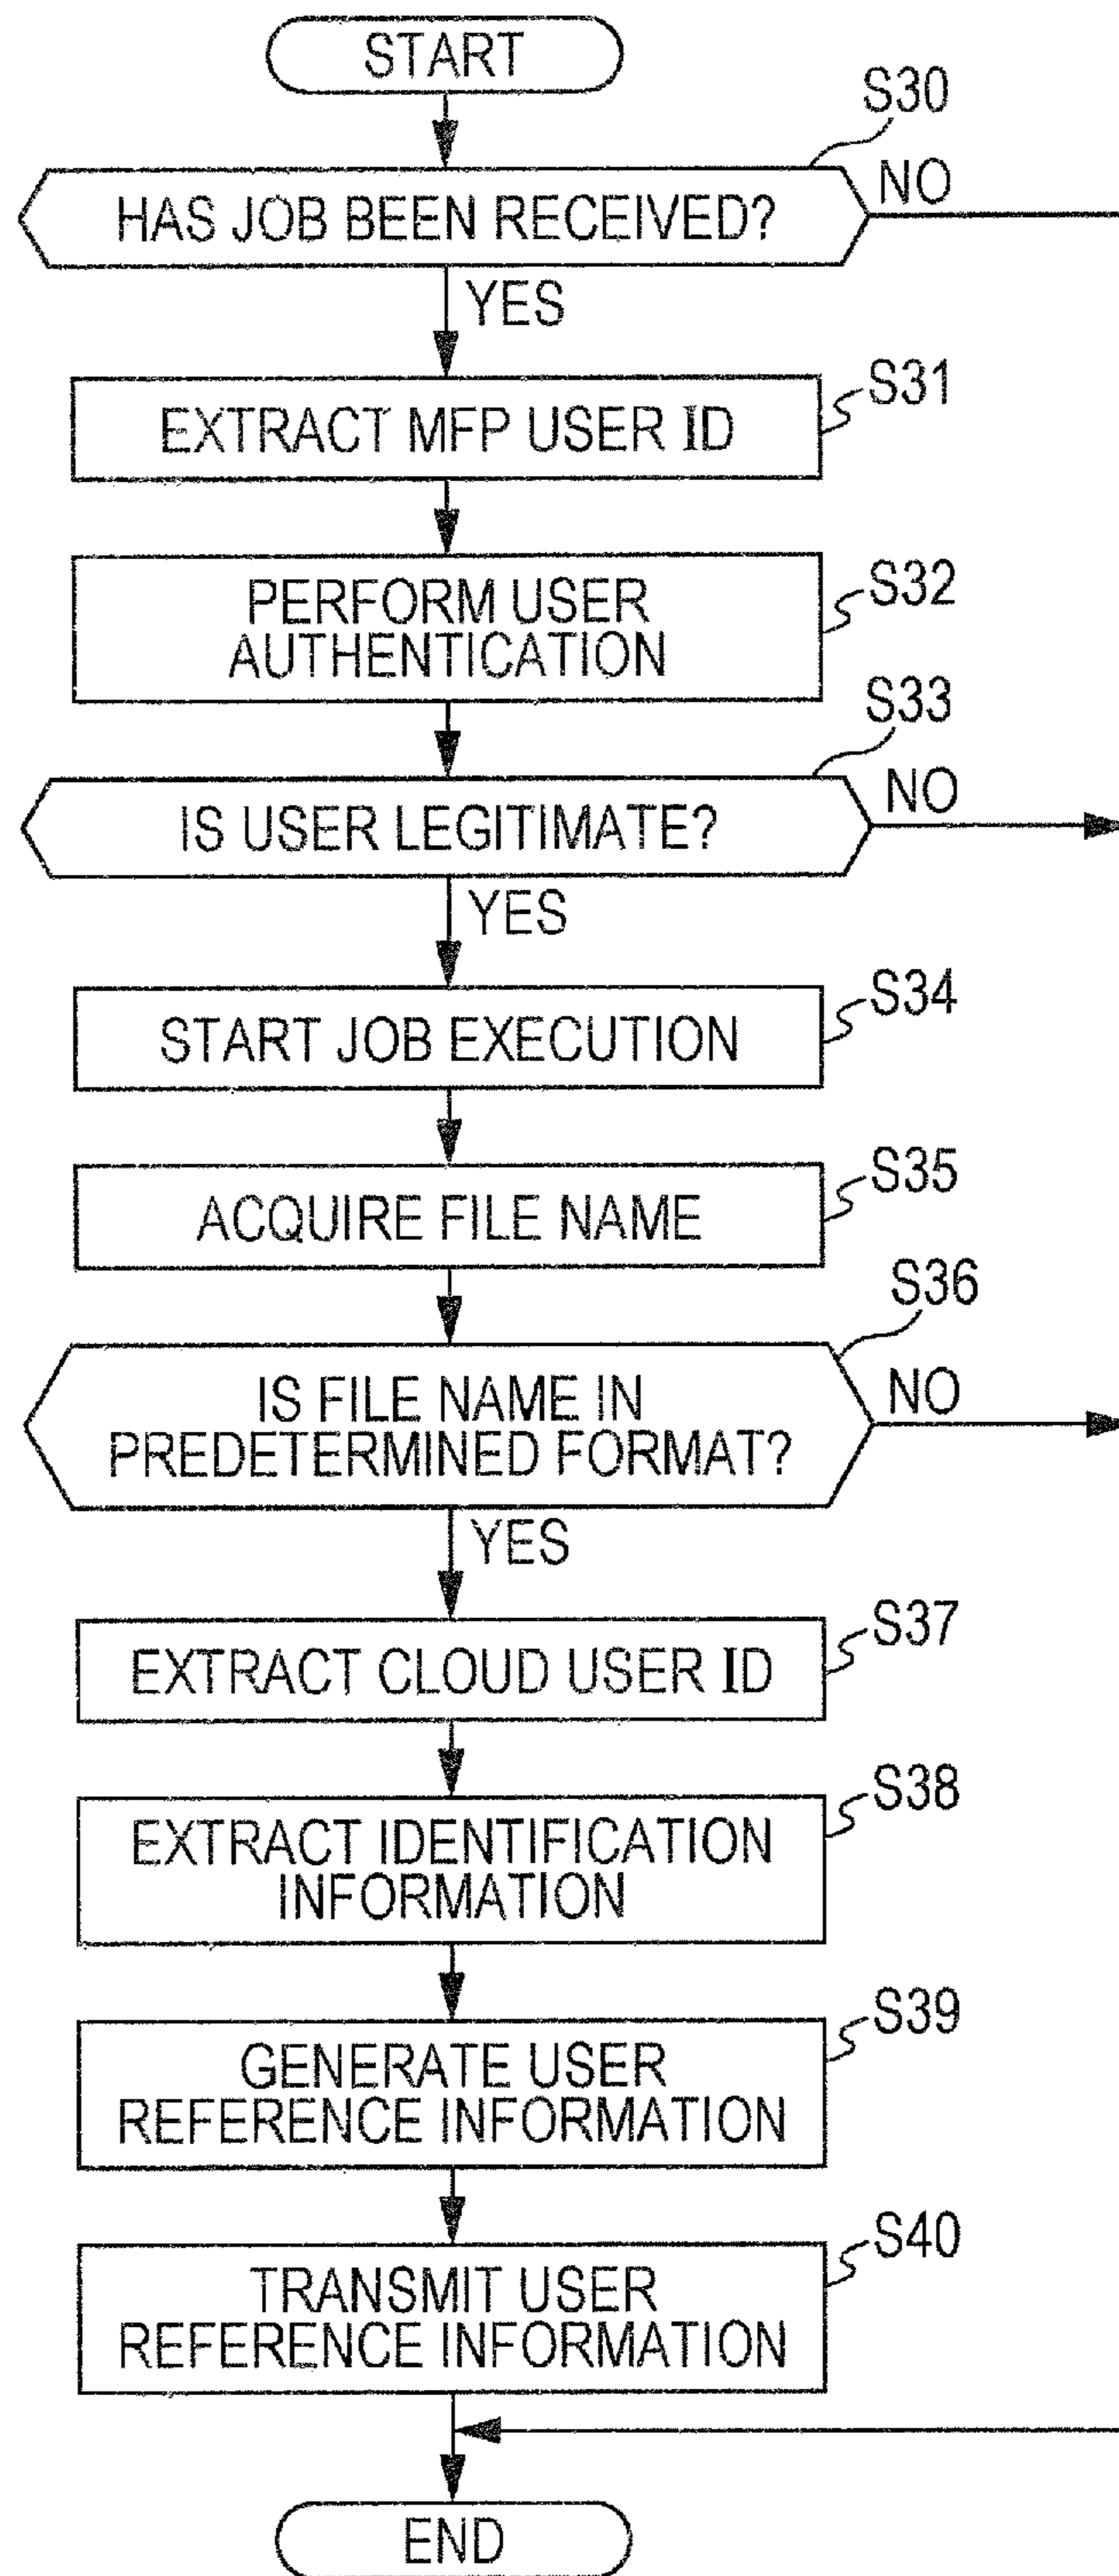 START
S30
HAS JOB BEEN RECEIVED?
NO
YES
S31
EXTRACT MFP USER ID
S32
PERFORM USER
AUTHENTICATION
S33
IS USER LEGITIMATE?
NO
YES
S34
START JOB EXECUTION
S35
ACQUIRE FILE NAME
S36
IS FILE NAME IN
PREDETERMINED FORMAT?
NO
YES
S37
EXTRACT CLOUD USER ID
S38
EXTRACT IDENTIFICATION
INFORMATION
S39
GENERATE USER
REFERENCE INFORMATION
S40
TRANSMIT USER
REFERENCE INFORMATION
END